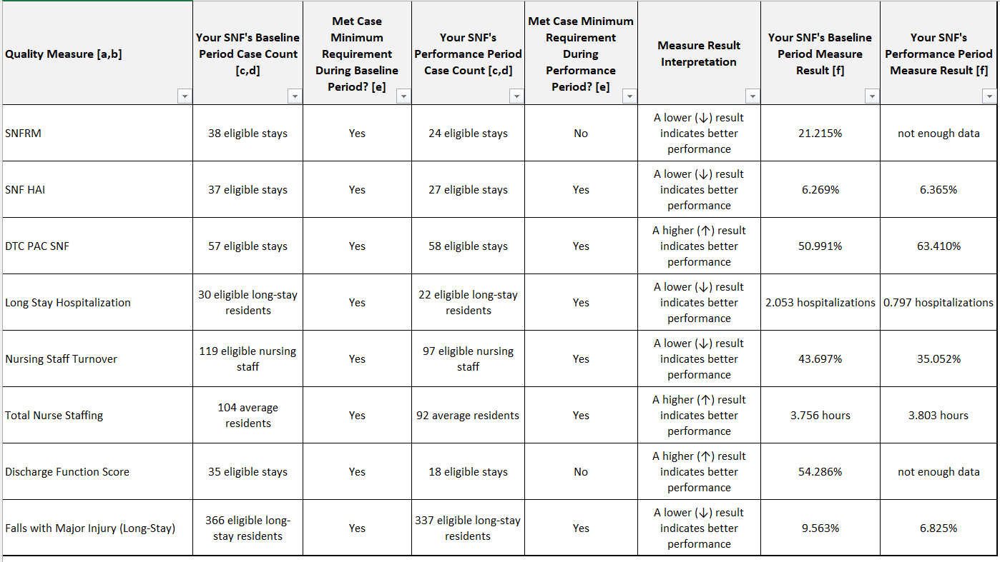 Quality Measure [a,b]
Your SNF's Baseline
Period Case Count
[c,d]
Met Case
Minimum
Requirement
During Baseline
Period? [e]
Your SNF's
Performance Period
Case Count [c,d]
Met Case Minimum
Requirement
During
Performance
Period? [e]
Measure Result
Interpretation
Your SNF's Baseline
Period Measure
Result [f]
Your SNF's
Performance Period
Measure Result [f]
SNFRM
38 eligible stays
Yes
24 eligible stays
No
A lower (↓) result
indicates better
performance
21.215%
not enough data
SNF HAI
37 eligible stays
Yes
27 eligible stays
Yes
A lower (↓) result
indicates better
performance
6.269%
6.365%
DTC PAC SNF
57 eligible stays
Yes
58 eligible stays
Yes
A higher (↑) result
indicates better
performance
50.991%
63.410%
Long Stay Hospitalization
30 eligible long-stay
residents
Yes
22 eligible long-stay
residents
Yes
A lower (↓) result
indicates better
performance
2.053 hospitalizations
0.797 hospitalizations
Nursing Staff Turnover
119 eligible nursing
staff
Yes
97 eligible nursing
staff
Yes
A lower (↓) result
indicates better
performance
43.697%
35.052%
Total Nurse Staffing
104 average
residents
Yes
92 average residents
Yes
A higher (↑) result
indicates better
performance
3.756 hours
3.803 hours
Discharge Function Score
35 eligible stays
Yes
18 eligible stays
No
A higher (↑) result
indicates better
performance
54.286%
not enough data
Falls with Major Injury (Long-Stay)
366 eligible long-
stay residents
Yes
337 eligible long-stay
residents
Yes
A lower (↓) result
indicates better
performance
9.563%
6.825%